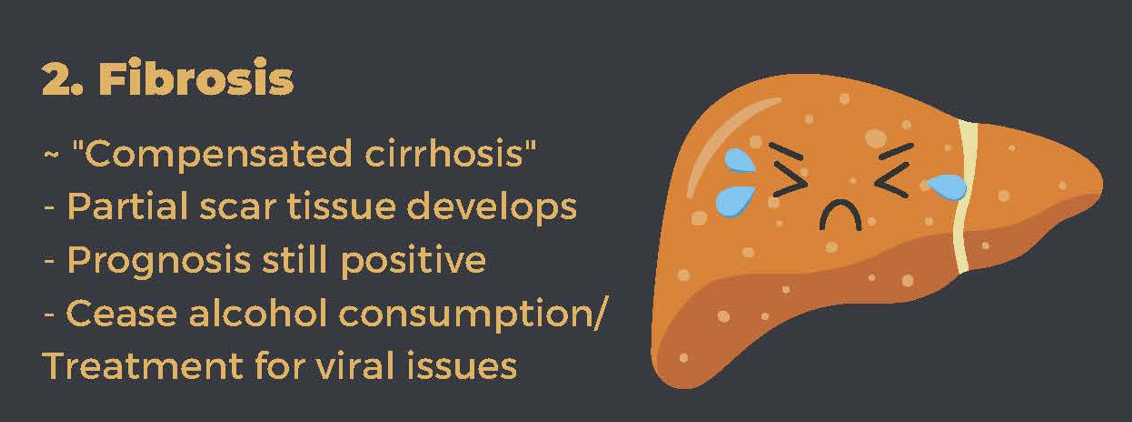 2. Fibrosis
~ "Compensated cirrhosis"
- Partial scar tissue develops
- Prognosis still positive
- Cease alcohol consumption/
Treatment for viral issues